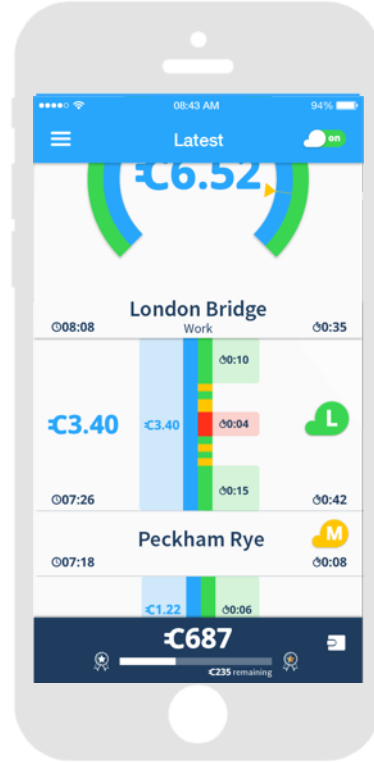 08:43 AM
94%
Latest
on
C6.52
London Bridge
08:08
Work
0:35
0:10
C3.40
C3.40
0:04
L
0:15
07:26
0:42
Peckham Rye
M
07:18
0:08
C1.22
0:06
C687
C235 remaining